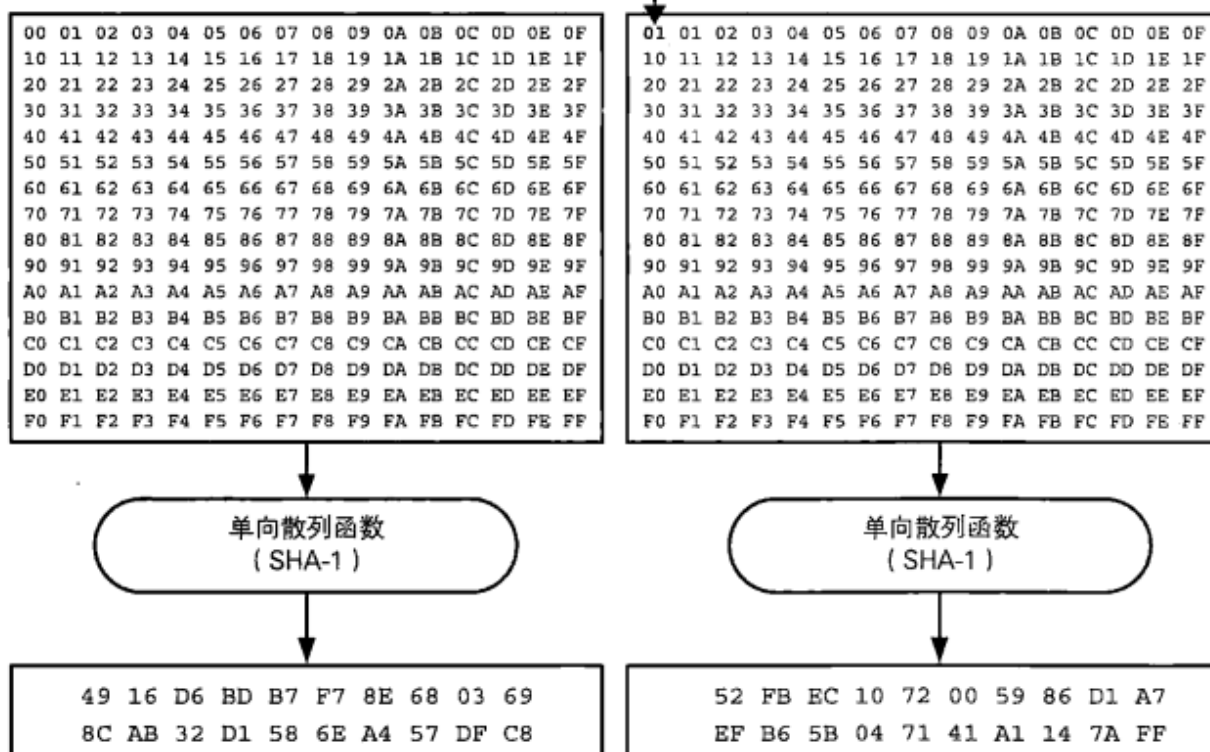 00 01 02 03 04 05 06 07 08 09 0A 0B 0C 0D 0E 0F
10 11 12 13 14 15 16 17 18 19 1A 1B 1C 1D 1E 1F
20 21 22 23 24 25 26 27 28 29 2A 2B 2C 2D 2E 2F
30 31 32 33 34 35 36 37 38 39 3A 3B 3C 3D 3E 3F
40 41 42 43 44 45 46 47 48 49 4A 4B 4C 4D 4E 4F
50 51 52 53 54 55 56 57 58 59 5A 5B 5C 5D 5E 5F
60 61 62 63 64 65 66 67 68 69 6A 6B 6C 6D 6E 6F
70 71 72 73 74 75 76 77 78 79 7A 7B 7C 7D 7E 7F
80 81 82 83 84 85 86 87 88 89 8A 8B 8C 8D 8E 8F
90 91 92 93 94 95 96 97 98 99 9A 9B 9C 9D 9E 9F
A0 A1 A2 A3 A4 A5 A6 A7 A8 A9 AA AB AC AD AE AF
B0 B1 B2 B3 B4 B5 B6 B7 B8 B9 BA BB BC BD BE BF
C0 C1 C2 C3 C4 C5 C6 C7 C8 C9 CA CB CC CD CE CF
D0 D1 D2 D3 D4 D5 D6 D7 D8 D9 DA DB DC DD DE DF
E0 E1 E2 E3 E4 E5 E6 E7 E8 E9 EA EB EC ED EE EF
F0 F1 F2 F3 F4 F5 F6 F7 F8 F9 FA FB FC FD FE FF
单向散列函数
(SHA-1)
49 16 D6 BD B7 F7 8E 68 03 69
8C AB 32 D1 58 6E A4 57 DF C8
01 01 02 03 04 05 06 07 08 09 0A 0B 0C 0D 0E 0F
10 11 12 13 14 15 16 17 18 19 1A 1B 1C 1D 1E 1F
20 21 22 23 24 25 26 27 28 29 2A 2B 2C 2D 2E 2F
30 31 32 33 34 35 36 37 38 39 3A 3B 3C 3D 3E 3F
40 41 42 43 44 45 46 47 48 49 4A 4B 4C 4D 4E 4F
50 51 52 53 54 55 56 57 58 59 5A 5B 5C 5D 5E 5F
60 61 62 63 64 65 66 67 68 69 6A 6B 6C 6D 6E 6F
70 71 72 73 74 75 76 77 78 79 7A 7B 7C 7D 7E 7F
80 81 82 83 84 85 86 87 88 89 8A 8B 8C 8D 8E 8F
90 91 92 93 94 95 96 97 98 99 9A 9B 9C 9D 9E 9F
A0 A1 A2 A3 A4 A5 A6 A7 A8 A9 AA AB AC AD AE AF
B0 B1 B2 B3 B4 B5 B6 B7 B8 B9 BA BB BC BD BE BF
C0 C1 C2 C3 C4 C5 C6 C7 C8 C9 CA CB CC CD CE CF
D0 D1 D2 D3 D4 D5 D6 D7 D8 D9 DA DB DC DD DE DF
E0 E1 E2 E3 E4 E5 E6 E7 E8 E9 EA EB EC ED EE EF
F0 F1 F2 F3 F4 F5 F6 F7 F8 F9 FA FB FC FD FE FF
单向散列函数
(SHA-1)
52 FB EC 10 72 00 59 86 D1 A7
EF B6 5B 04 71 41 A1 14 7A FF